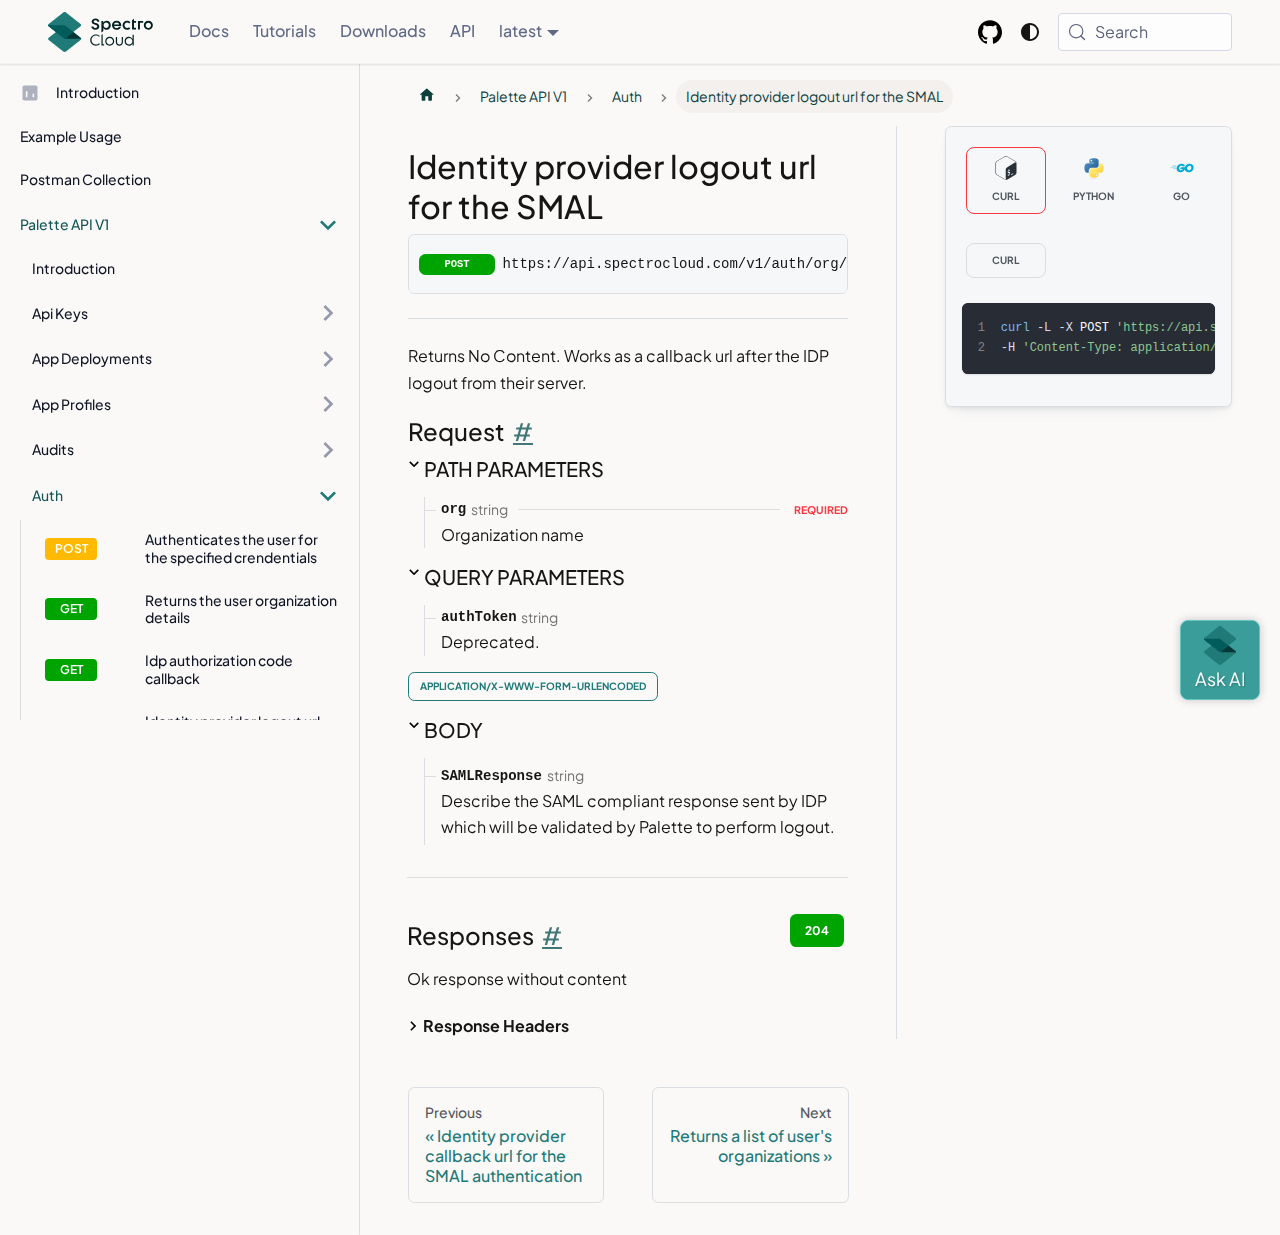 Spectro
Cloud
Docs
Tutorials
Downloads
API
latest
Search
Introduction
Example Usage
Postman Collection
Palette API V1
Introduction
Api Keys
App Deployments
App Profiles
Audits
Auth
POST
Authenticates the user for
the specified crendentials
GET
Returns the user organization
details
GET
Idp authorization code
callback
Identity provider logout url
Palette API V1
Auth
Identity provider logout url for the SMAL
Identity provider logout url
for the SMAL
POST
https://api.spectrocloud.com/v1/auth/org/
Returns No Content. Works as a callback url after the IDP
logout from their server.
Request #
PATH PARAMETERS
org string
REQUIRED
Organization name
QUERY PARAMETERS
authToken string
Deprecated.
APPLICATION/X-WWW-FORM-URLENCODED
BODY
SAMLResponse string
Describe the SAML compliant response sent by IDP
which will be validated by Palette to perform logout.
Responses #
204
Ok response without content
Response Headers
Previous
« Identity provider
callback url for the
SMAL authentication
Next
Returns a list of user's
organizations »
CURL
PYTHON
GO
GO
CURL
1 curl -L -X POST 'https://api.s
2 -H 'Content-Type: application/
Ask AI